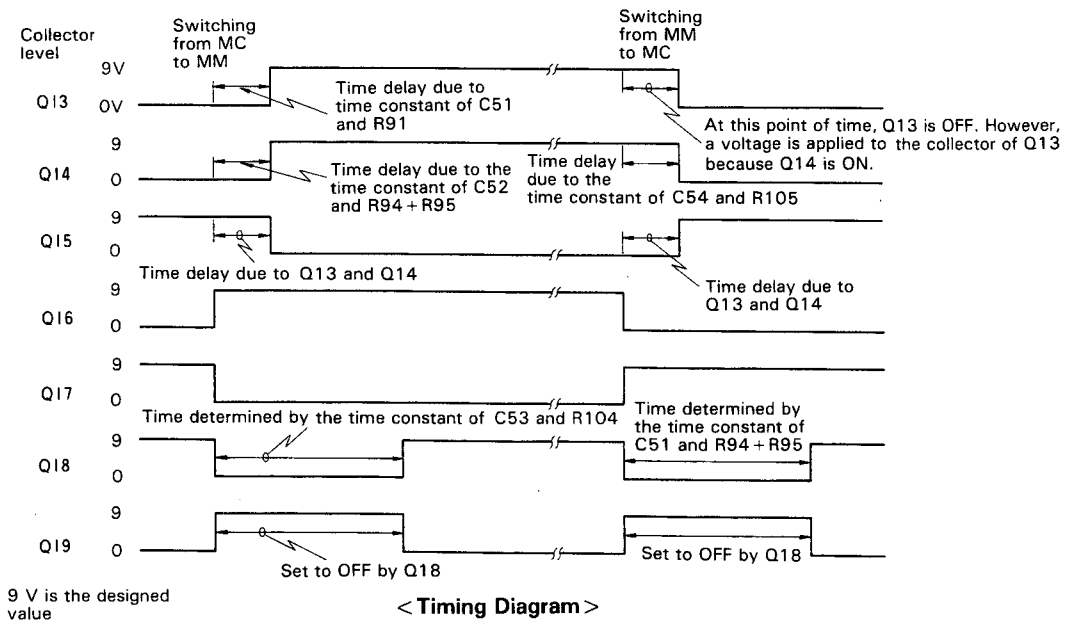 Collector
level
Switching
from MC
to MM
Switching
from MM
to MC
Q13
9V
0V
Time delay due to
time constant of C51
and R91
At this point of time, Q13 is OFF. However,
a voltage is applied to the collector of Q13
because Q14 is ON.
Q14
9
0
Time delay due to the
time constant of C52
and R94+R95
Time delay
due to the
time constant of C54 and R105
Q15
9
0
Time delay due to Q13 and Q14
Time delay due to
Q13 and Q14
Q16
9
0
Q17
9
0
Time determined by the time constant of C53 and R104
Time determined by
the time constant of
C51 and R94+R95
Q18
9
0
Q19
9
0
Set to OFF by Q18
Set to OFF by Q18
9 V is the designed
value
<Timing Diagram>